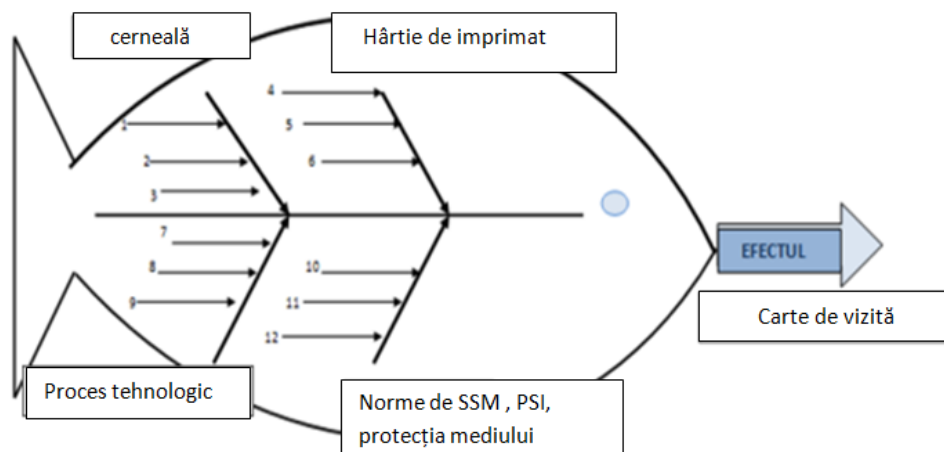 cerneală
Hârtie de imprimat
4
1
5
2
6
3
7
8
10
9
11
12
EFECTUL
Carte de vizită
Proces tehnologic
Norme de SSM , PSI,
protecția mediului